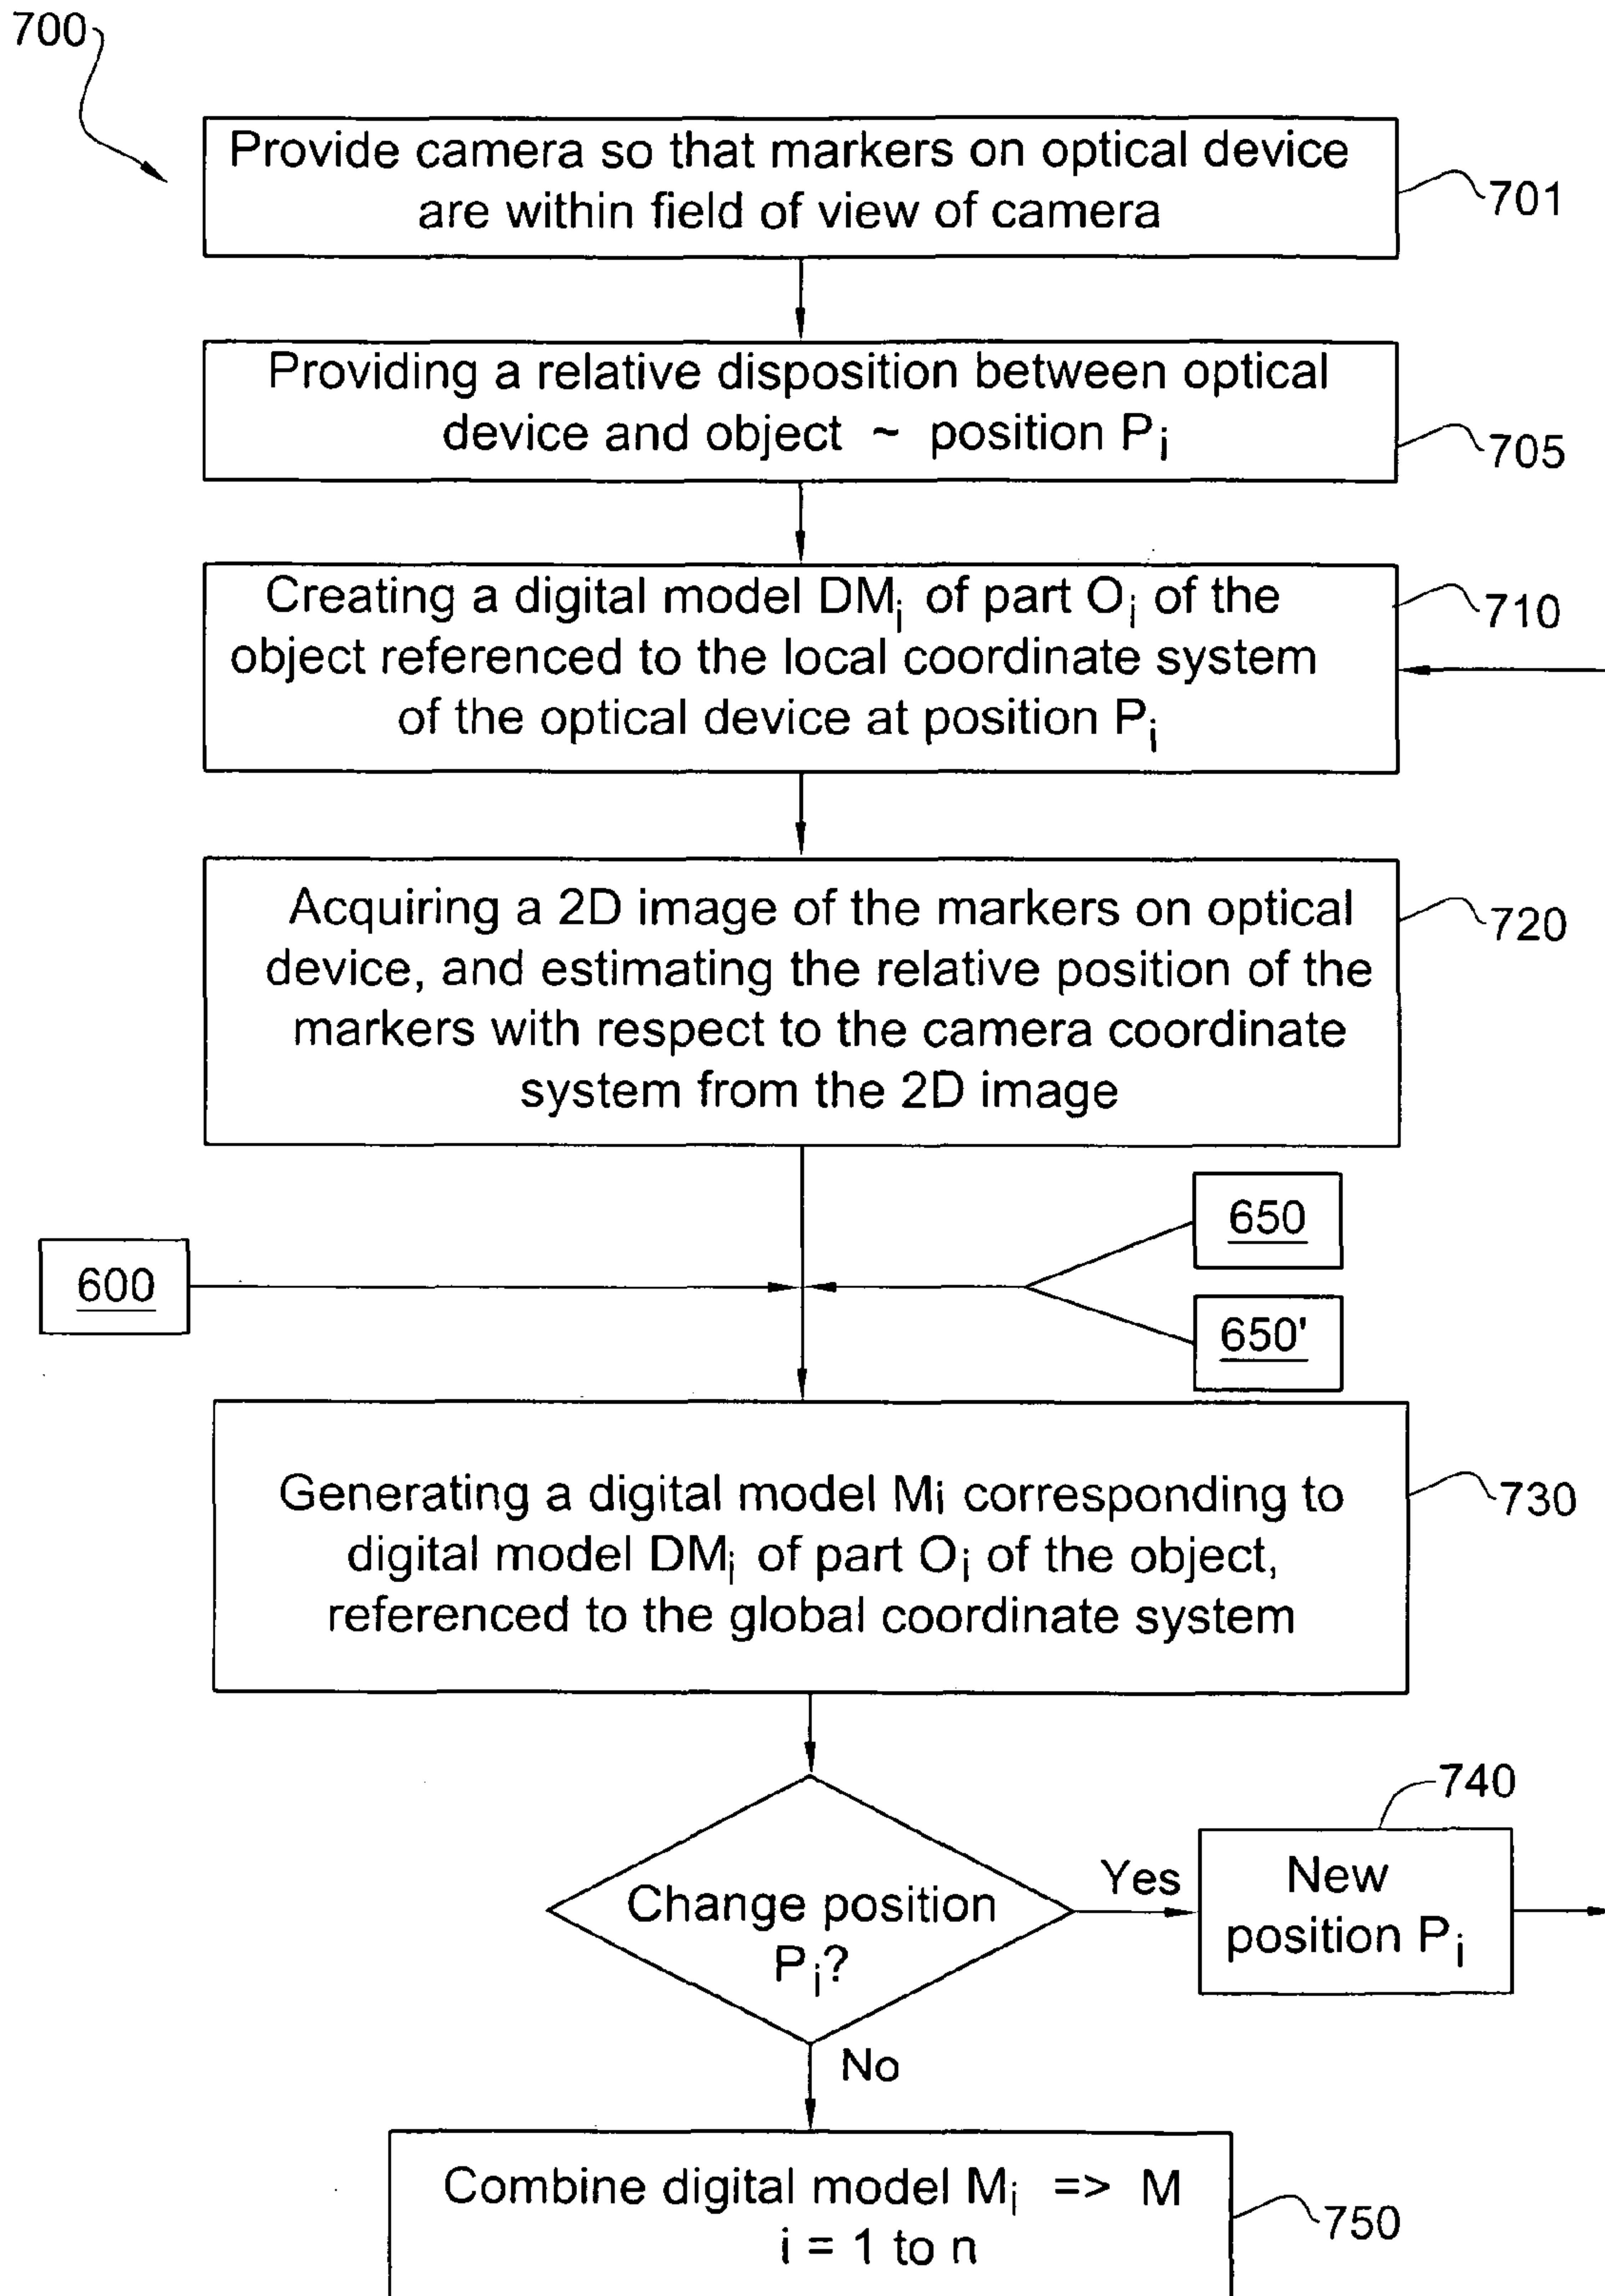 700
Provide camera so that markers on optical device
are within field of view of camera
701
Providing a relative disposition between optical
device and object ~ position Pi
705
Creating a digital model DMi of part Oi of the
object referenced to the local coordinate system
of the optical device at position Pi
710
Acquiring a 2D image of the markers on optical
device, and estimating the relative position of the
markers with respect to the camera coordinate
system from the 2D image
720
650
600
650'
Generating a digital model Mi corresponding to
digital model DMi of part Oi of the object,
referenced to the global coordinate system
730
Change position
Pi?
Yes
740
New
position Pi
No
Combine digital model Mi => M
i = 1 to n
750